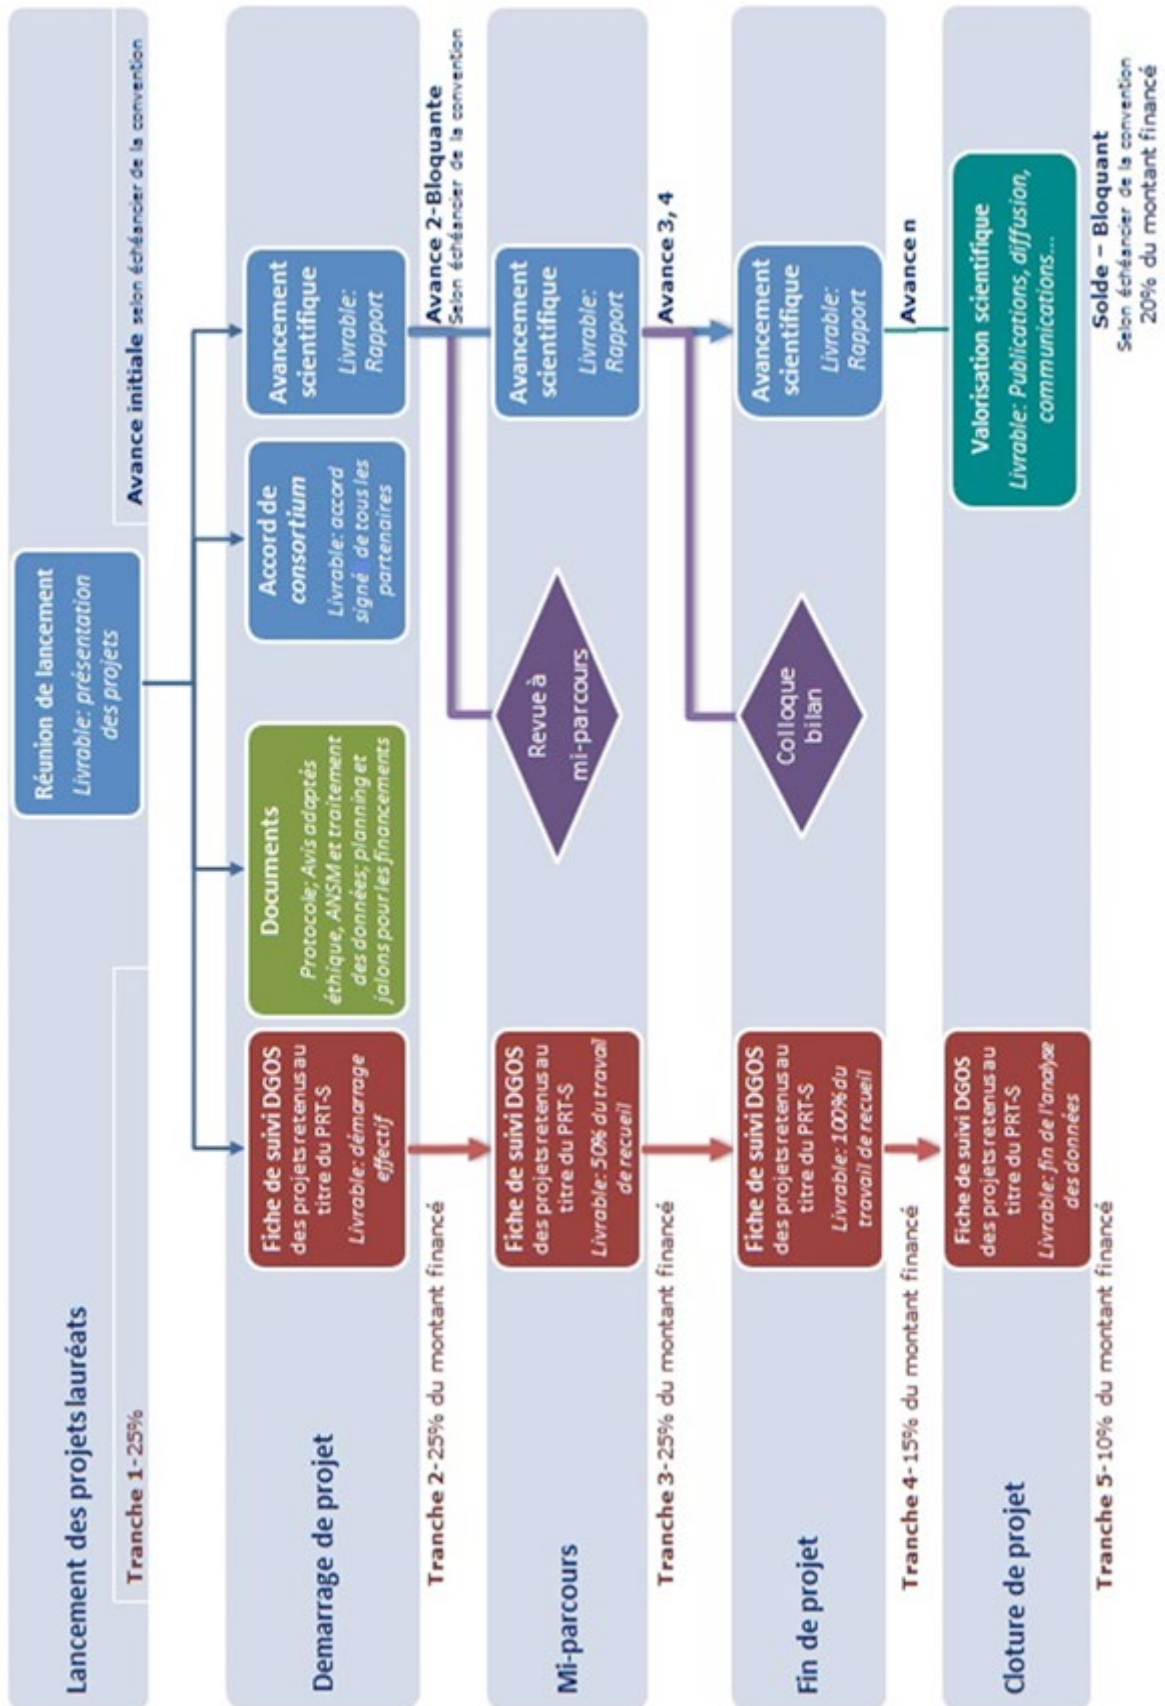 Lancement des projets lauréats
Réunion de lancement
Livrable: présentation
des projets
Tranche 1-25%
Avance initiale selon échéancier de la convention
Demarrage de projet
Fiche de suivi DGOS
des projets retenus au
titre du PRT-S
Livrable: démarrage
effectif
Documents
Protocole; Avis adaptés
éthique, ANSM et traitement
des données; planning et
jalons pour les financements
Accord de
consortium
Livrable: accord
signé de tous les
partenaires
Avancement
scientifique
Livrable:
Rapport
Tranche 2-25% du montant financé
Avance 2-Bloquante
Selon échéancier de la convention
Mi-parcours
Fiche de suivi DGOS
des projets retenus au
titre du PRT-S
Livrable: 50% du travail
de recueil
Revue à
mi-parcours
Avancement
scientifique
Livrable:
Rapport
Tranche 3-25% du montant financé
Avance 3, 4
Fin de projet
Fiche de suivi DGOS
des projets retenus au
titre du PRT-S
Livrable: 100% du
travail de recueil
Colloque
bilan
Avancement
scientifique
Livrable:
Rapport
Tranche 4-15% du montant financé
Avance n
Cloture de projet
Fiche de suivi DGOS
des projets retenus au
titre du PRT-S
Livrable: fin de l'analyse
des données
Valorisation scientifique
Livrable: Publications, diffusion,
communications...
Tranche 5-10% du montant financé
Solde – Bloquant
Selon échéancier de la convention
20% du montant financé